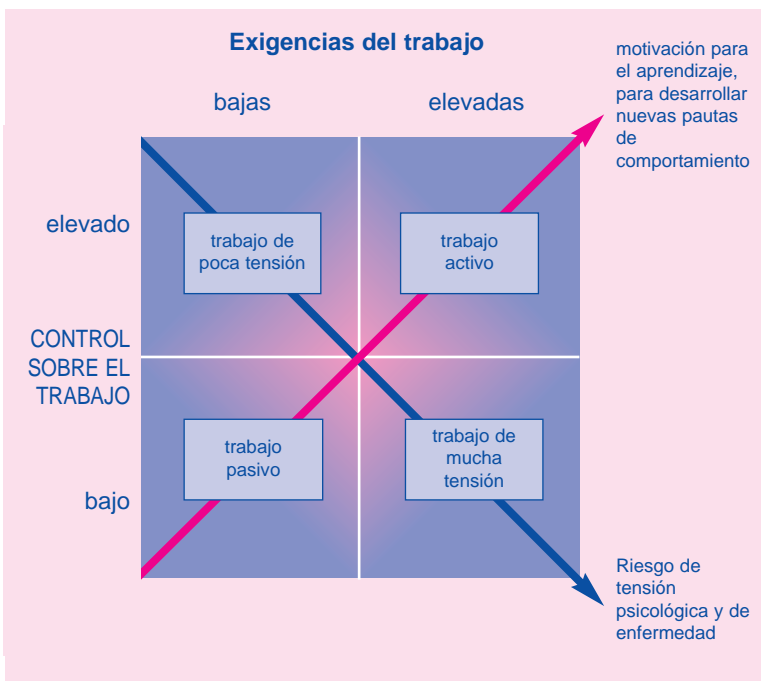 Exigencias del trabajo
bajas
elevadas
motivación para
el aprendizaje,
para desarrollar
nuevas pautas
de
comportamiento
elevado
trabajo de
poca tensión
trabajo
activo
CONTROL
SOBRE EL
TRABAJO
bajo
trabajo
pasivo
trabajo de
mucha
tensión
Riesgo de
tensión
psicológica y de
enfermedad